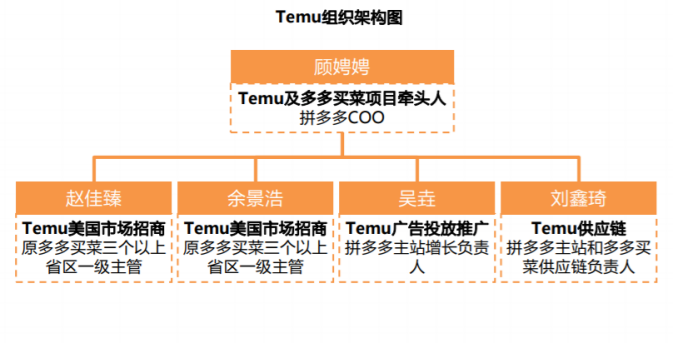 Temu组织架构图
顾娉娉
Temu及多多买菜项目牵头人
拼多多COO
赵佳臻
Temu美国市场招商
原多多买菜三个以上
省区一级主管
余景浩
Temu美国市场招商
原多多买菜三个以上
省区一级主管
吴垚
Temu广告投放推广
拼多多主站增长负责
人
刘鑫琦
Temu供应链
拼多多主站和多多买
菜供应链负责人